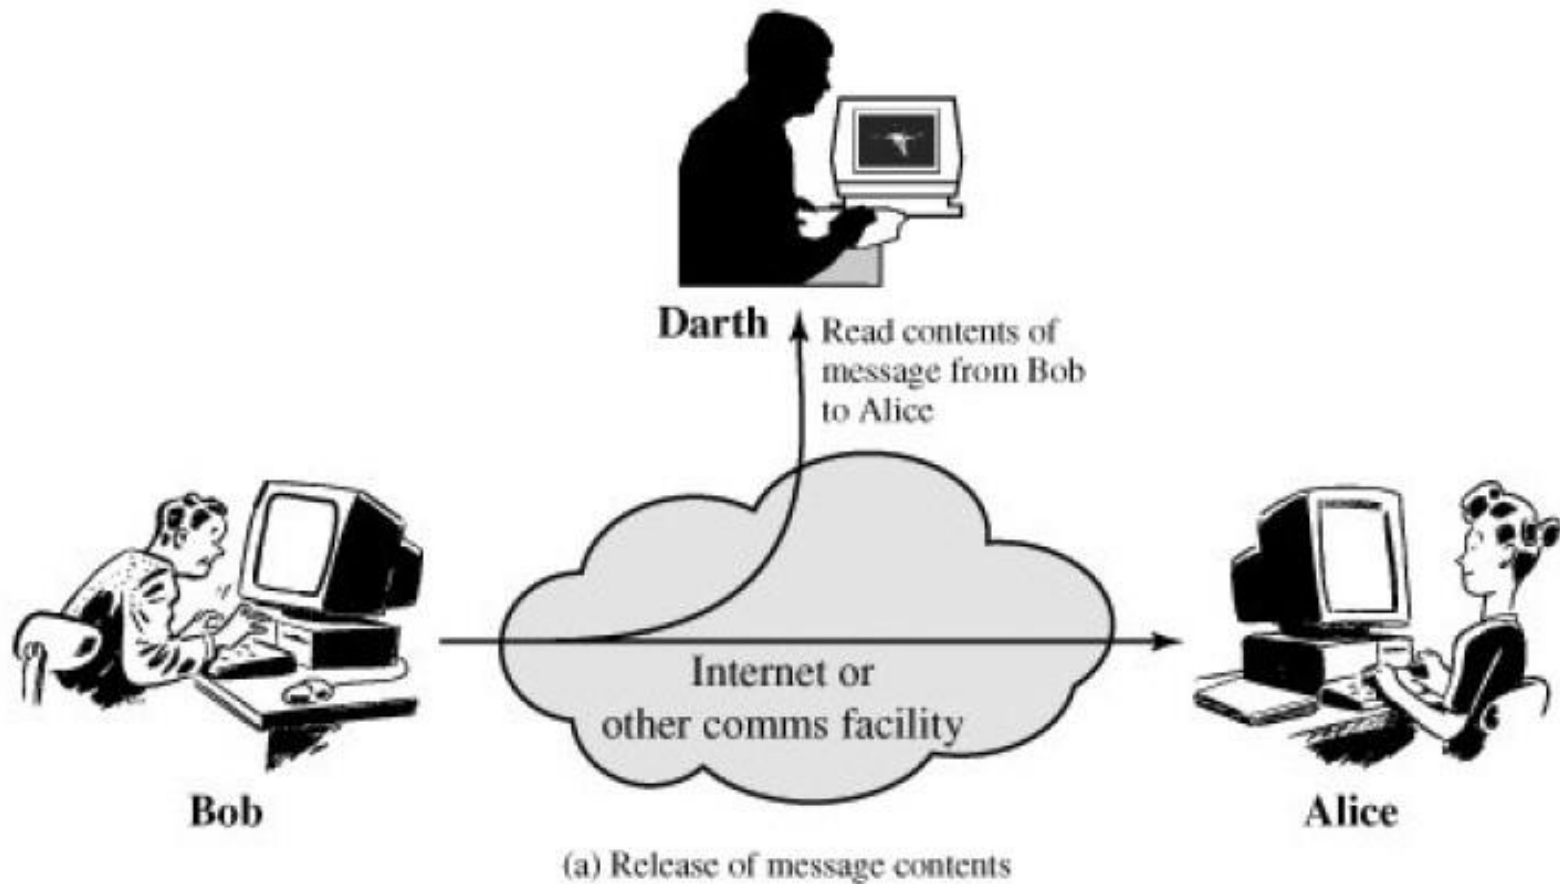 Darth
Read contents of
message from Bob
to Alice
Internet or
other comms facility
Bob
Alice
(a) Release of message contents